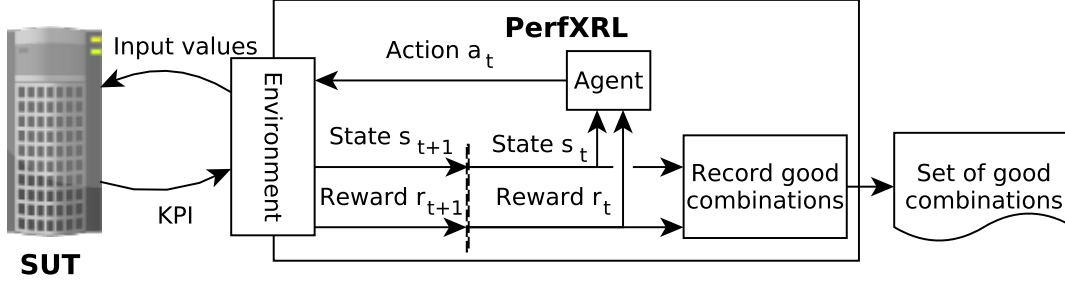 PerfXRL
Input values
Action a t
Agent
Environment
State s t+1
State s t
Reward r t+1
Reward r t
Record good
combinations
Set of good
combinations
KPI
SUT